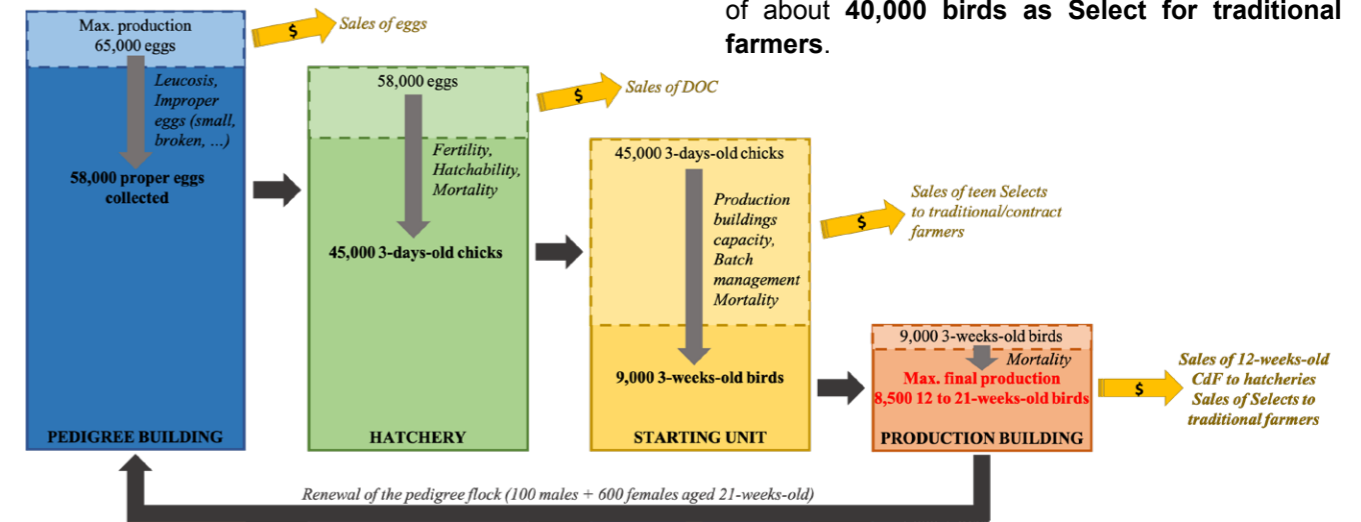 of about 40,000 birds as Select for traditional
farmers.
Max. production
65,000 eggs
$
Sales of eggs
Leucosis,
Improper
eggs (small,
broken, ...)
58,000 proper eggs
collected
PEDIGREE BUILDING
58,000 eggs
$
Sales of DOC
Fertility,
Hatchability,
Mortality
45,000 3-days-old chicks
HATCHERY
45,000 3-days-old chicks
Production
buildings
capacity,
Batch
management
Mortality
$
Sales of teen Selects
to traditional/contract
farmers
9,000 3-weeks-old birds
STARTING UNIT
9,000 3-weeks-old birds
Mortality
Max. final production
8,500 12 to 21-weeks-old birds
PRODUCTION BUILDING
$
Sales of 12-weeks-old
CdF to hatcheries
Sales of Selects to
traditional farmers
Renewal of the pedigree flock (100 males + 600 females aged 21-weeks-old)